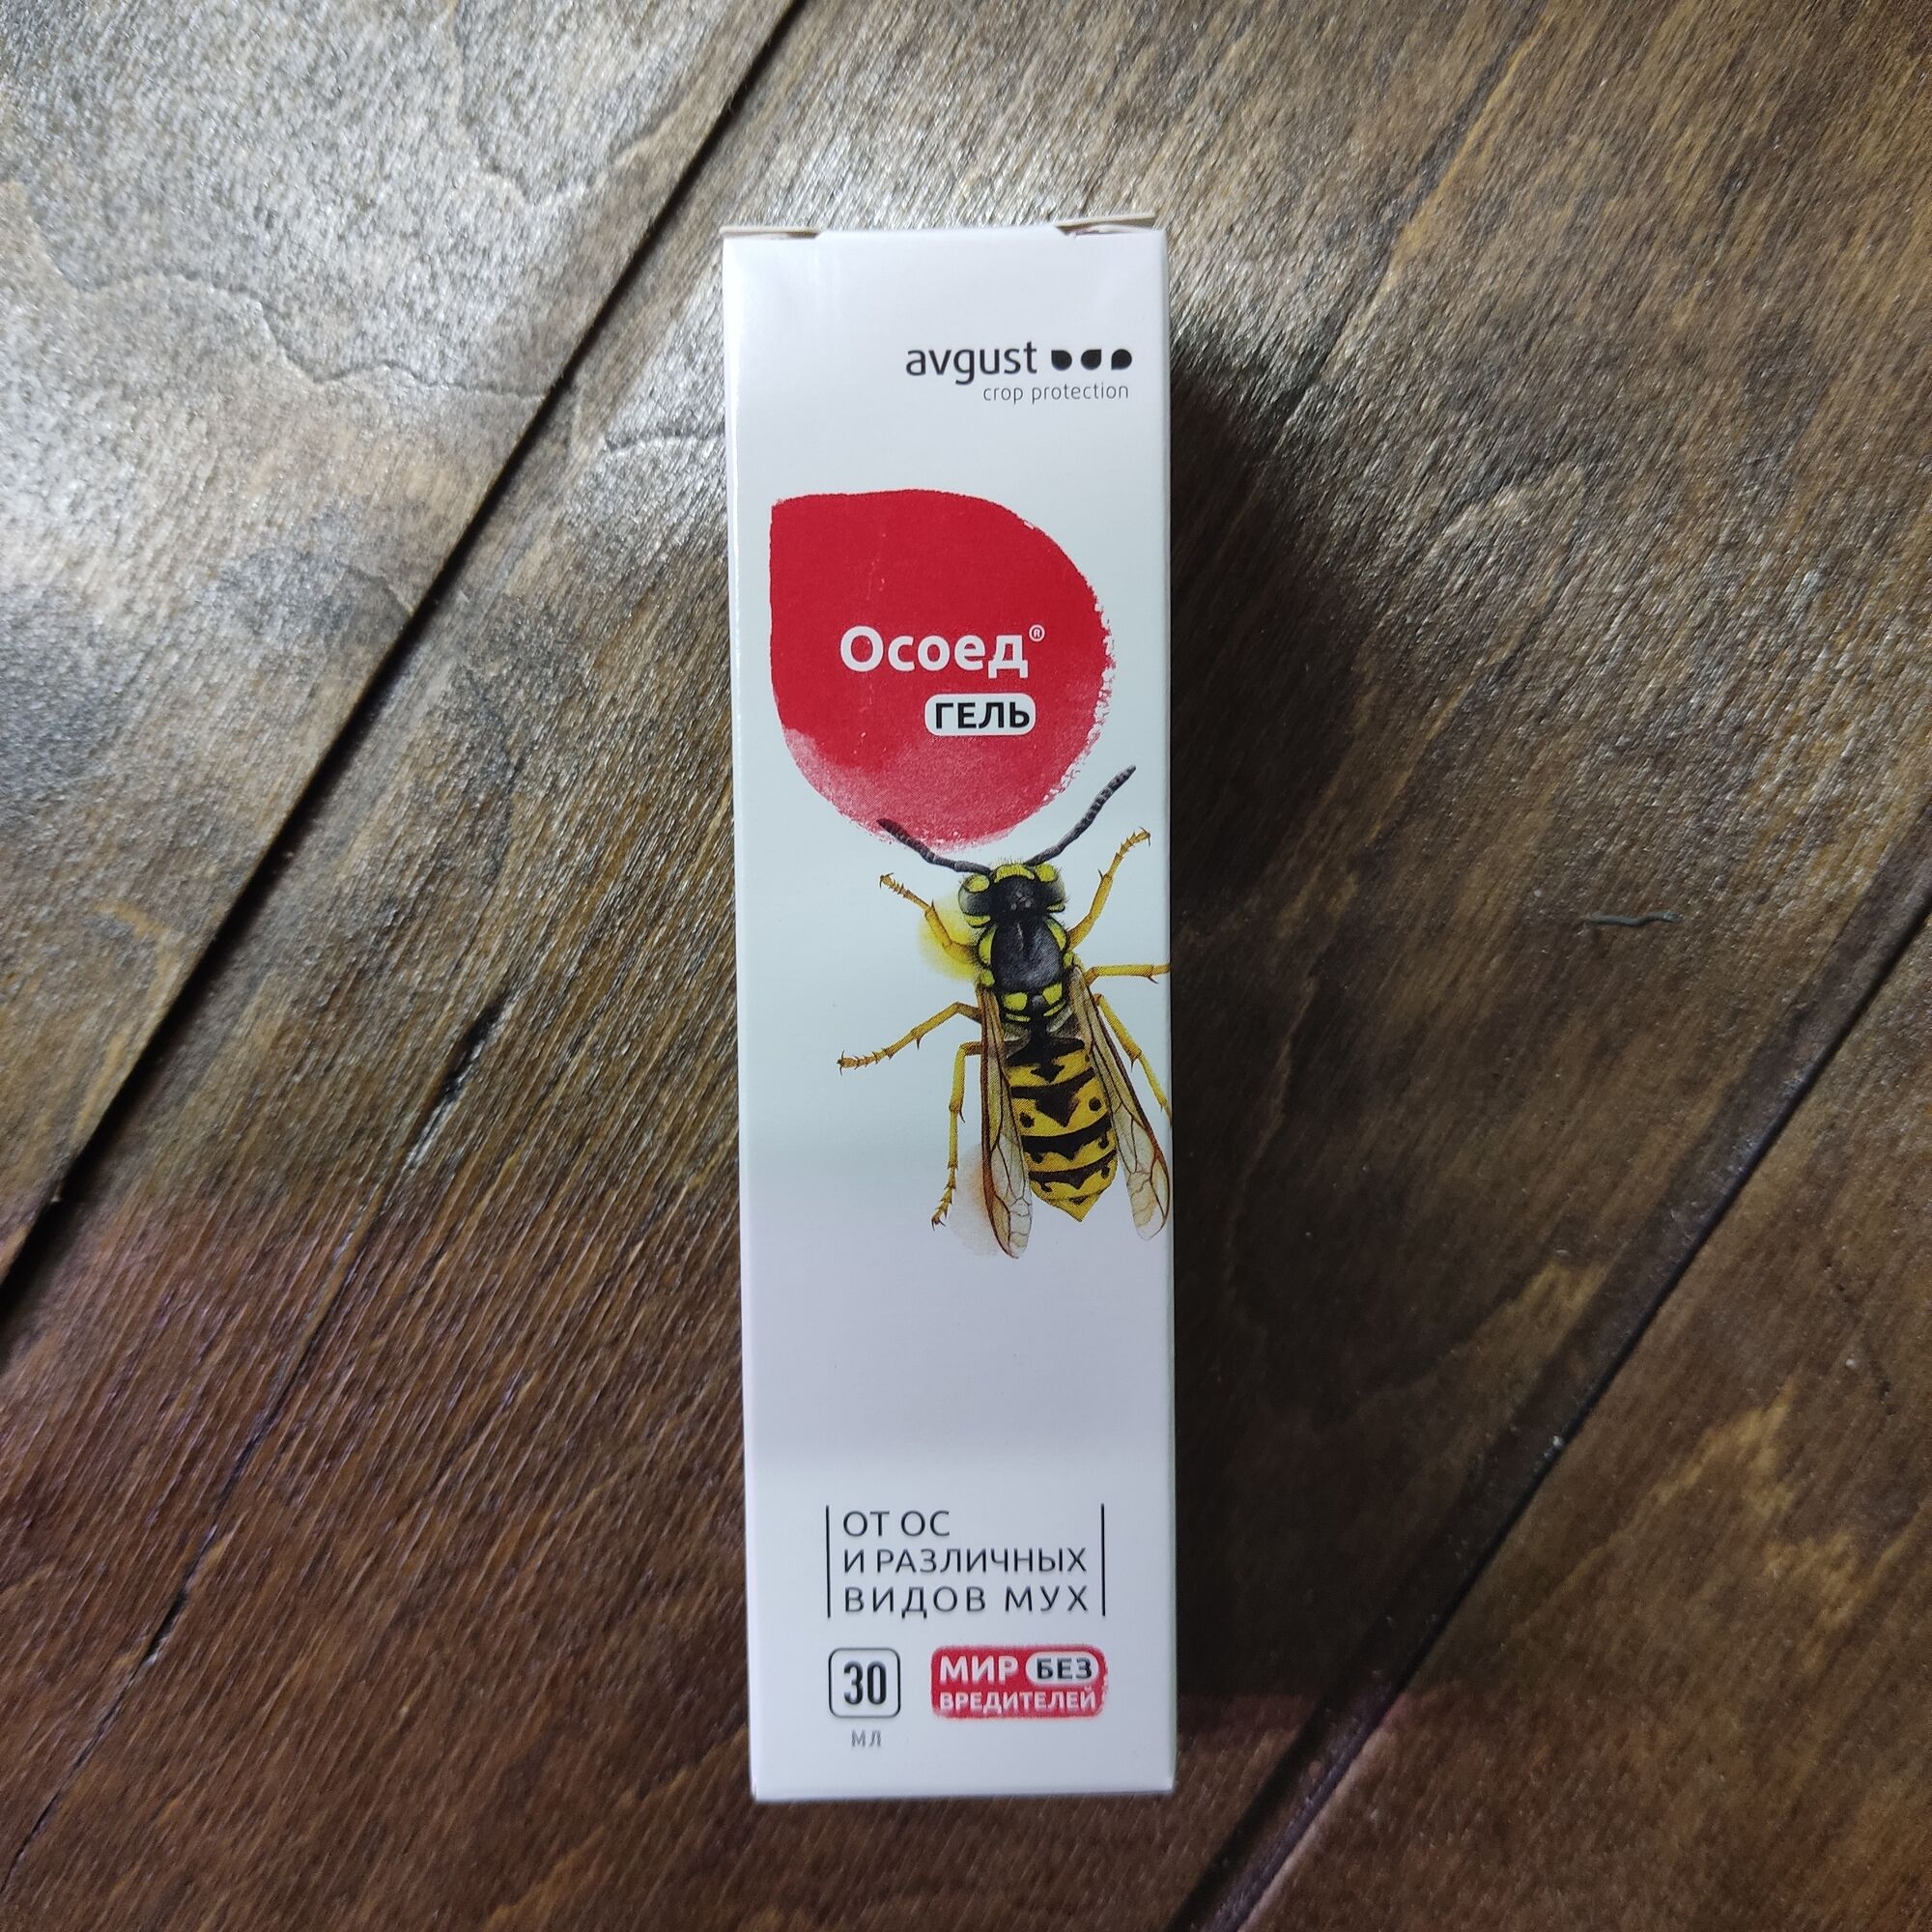 avgust
crop protection
Осоед®
ГЕЛЬ
ОТ ОС
И РАЗЛИЧНЫХ
ВИДОВ МУХ
30
МЛ
МИР БЕЗ
ВРЕДИТЕЛЕЙ